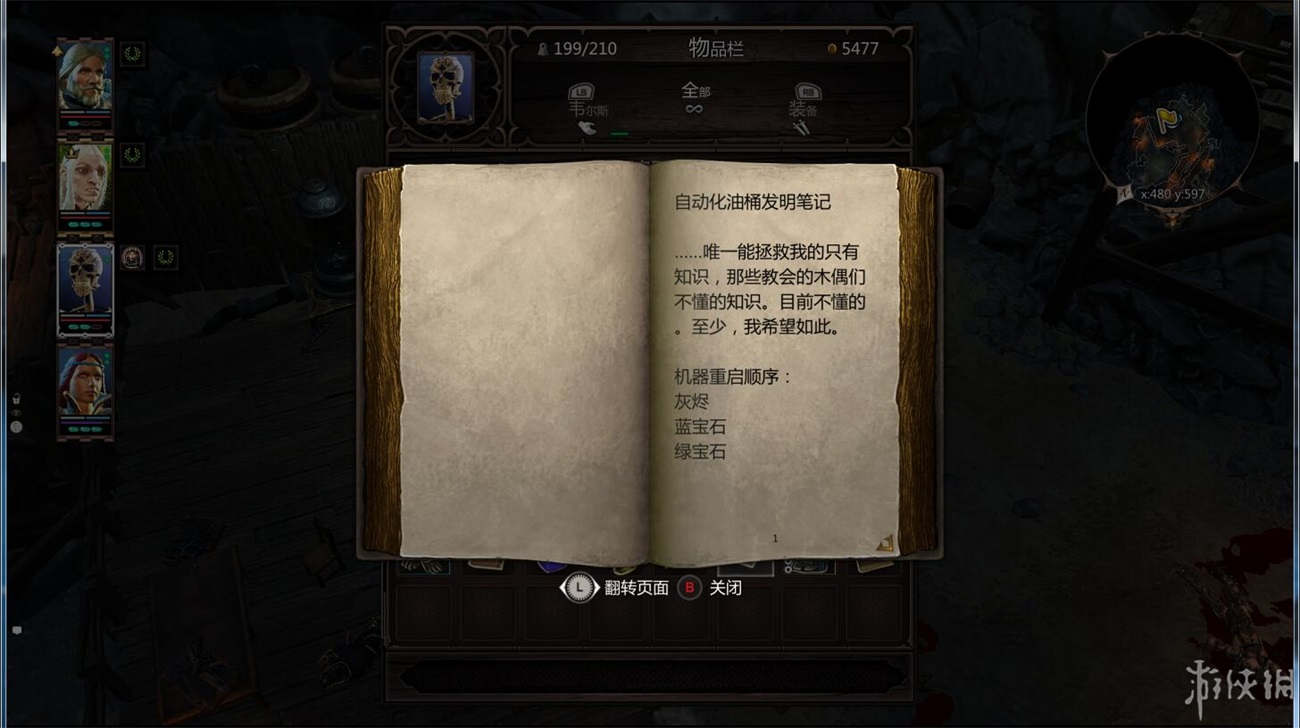 199/210
物品栏
5477
LB
全部
RB
韦尔斯
∞
装备
x:480 y:597
自动化油桶发明笔记
……唯一能拯救我的只有
知识，那些教会的木偶们
不懂的知识。目前不懂的
。至少，我希望如此。
机器重启顺序：
灰烬
蓝宝石
绿宝石
1
L 翻转页面 B 关闭
游侠网